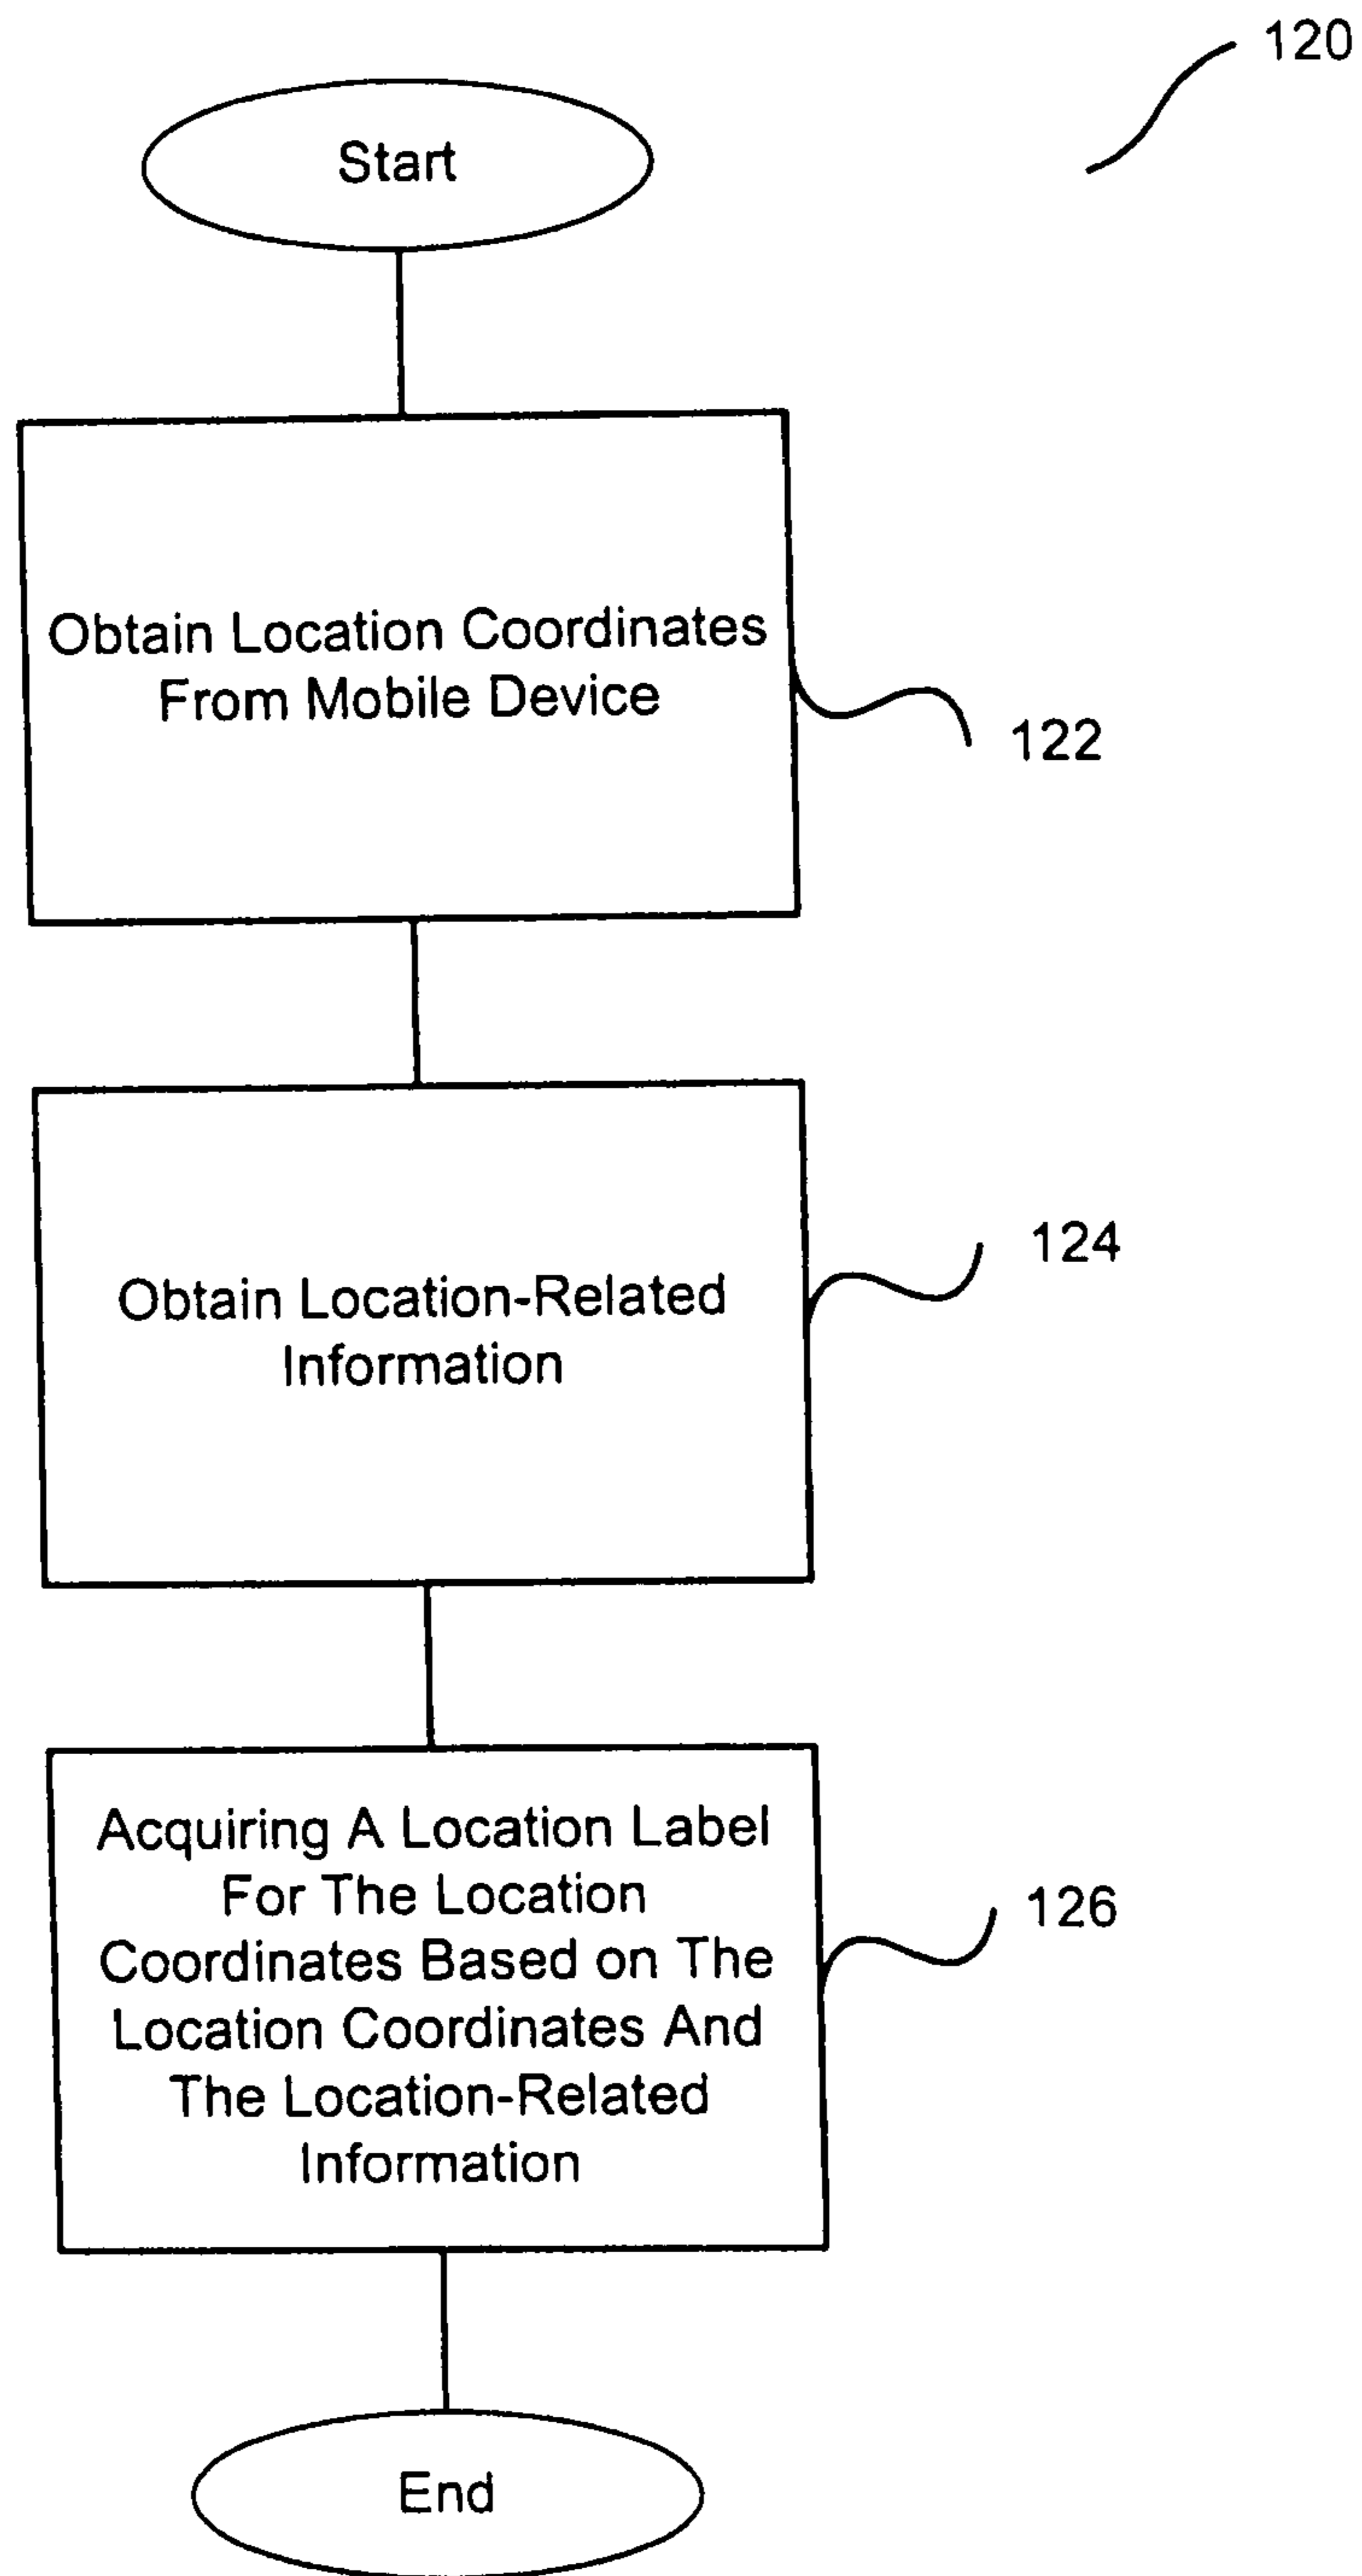 120
Start
Obtain Location Coordinates
From Mobile Device
122
124
Obtain Location-Related
Information
Acquiring A Location Label
For The Location
Coordinates Based on The
Location Coordinates And
The Location-Related
Information
126
End